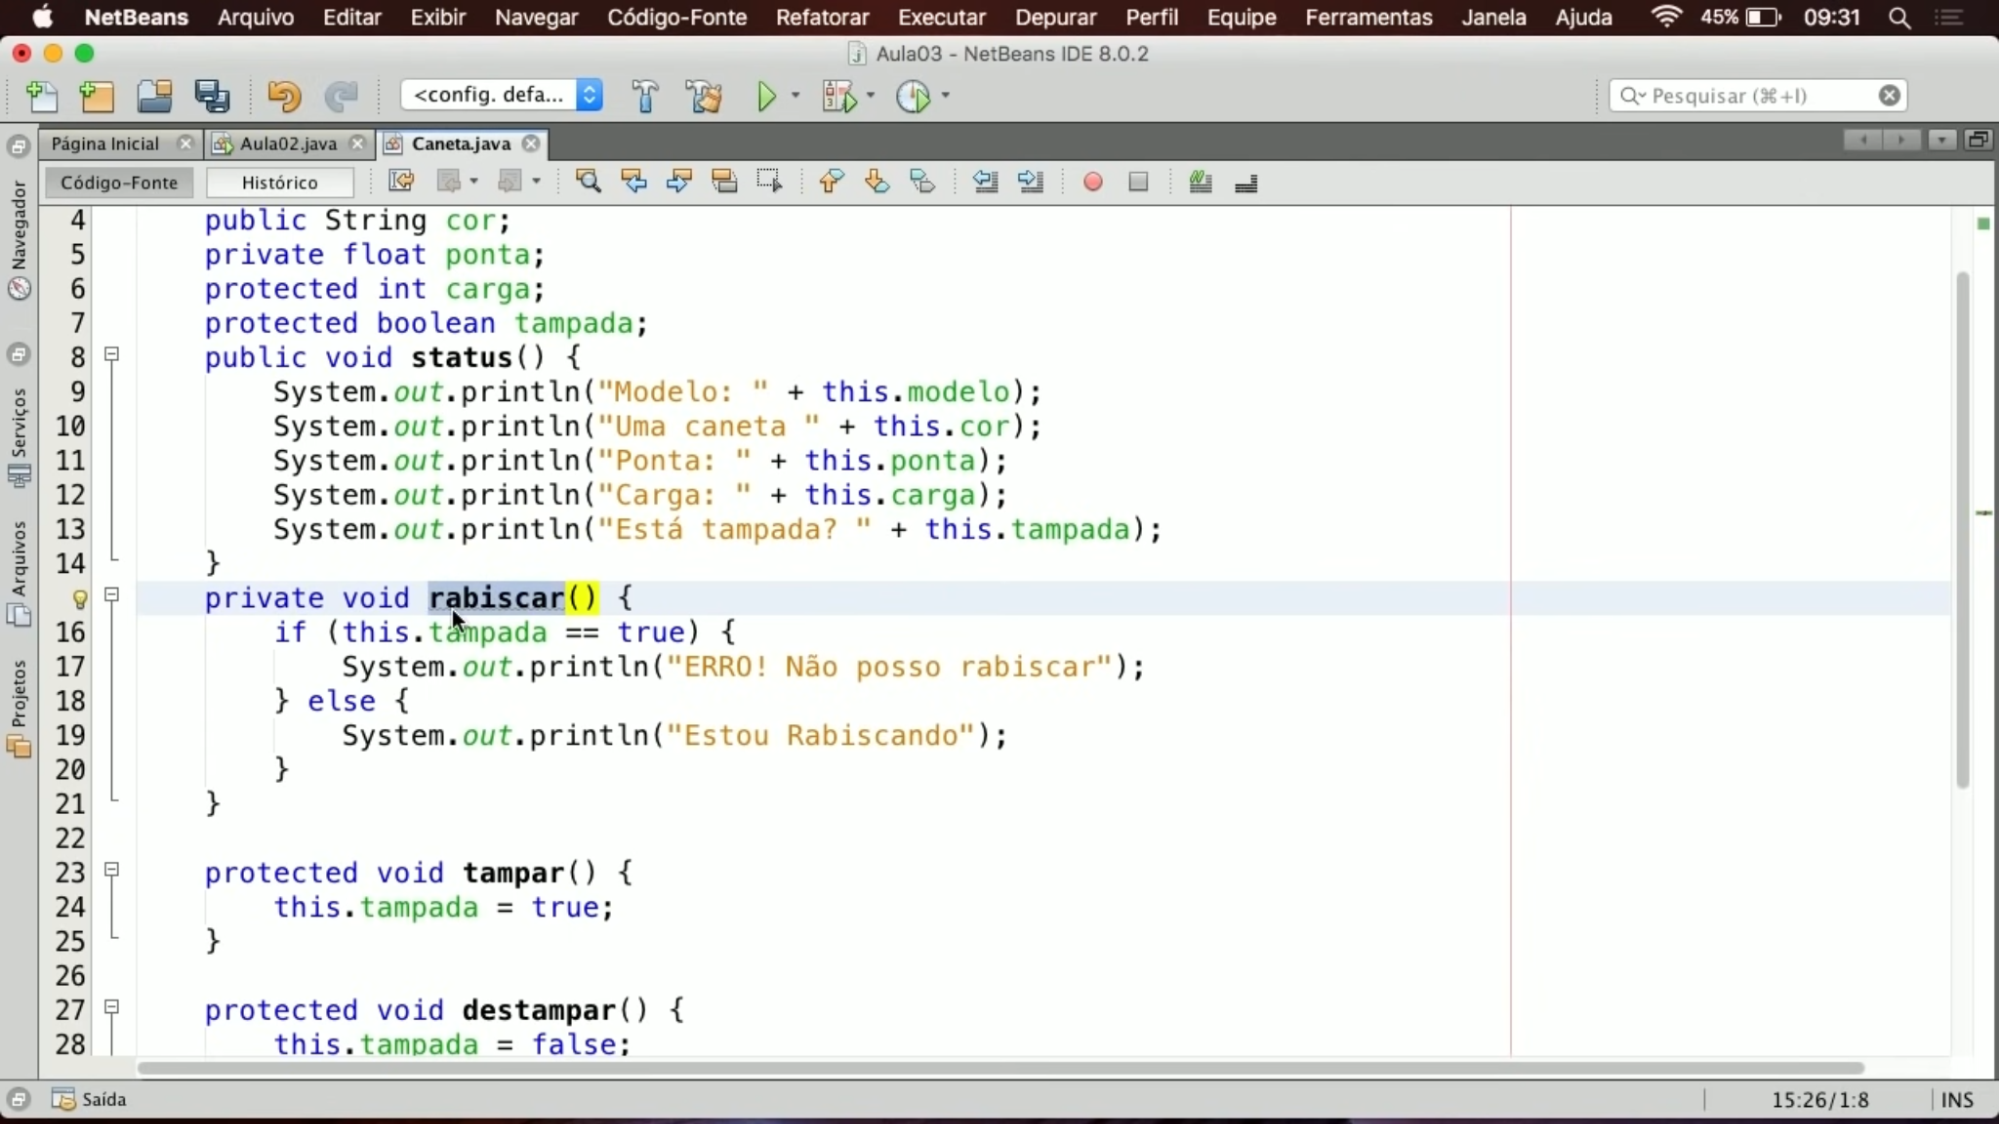 NetBeans Arquivo Editar Exibir Navegar Código-Fonte Refatorar Executar Depurar Perfil Equipe Ferramentas Janela Ajuda 45% 09:31
Aula03 - NetBeans IDE 8.0.2
<config. defa... Pesquisar (⌘+I)
Página Inicial Aula02.java Caneta.java
Código-Fonte Histórico
Navegador
Serviços
Arquivos
Projetos
4 public String cor;
5 private float ponta;
6 protected int carga;
7 protected boolean tampada;
8 public void status() {
9 System.out.println("Modelo: " + this.modelo);
10 System.out.println("Uma caneta " + this.cor);
11 System.out.println("Ponta: " + this.ponta);
12 System.out.println("Carga: " + this.carga);
13 System.out.println("Está tampada? " + this.tampada);
14 }
private void rabiscar() {
16 if (this.tampada == true) {
17 System.out.println("ERRO! Não posso rabiscar");
18 } else {
19 System.out.println("Estou Rabiscando");
20 }
21 }
22
23 protected void tampar() {
24 this.tampada = true;
25 }
26
27 protected void destampar() {
28 this.tampada = false;
Saída 15:26/1:8 INS